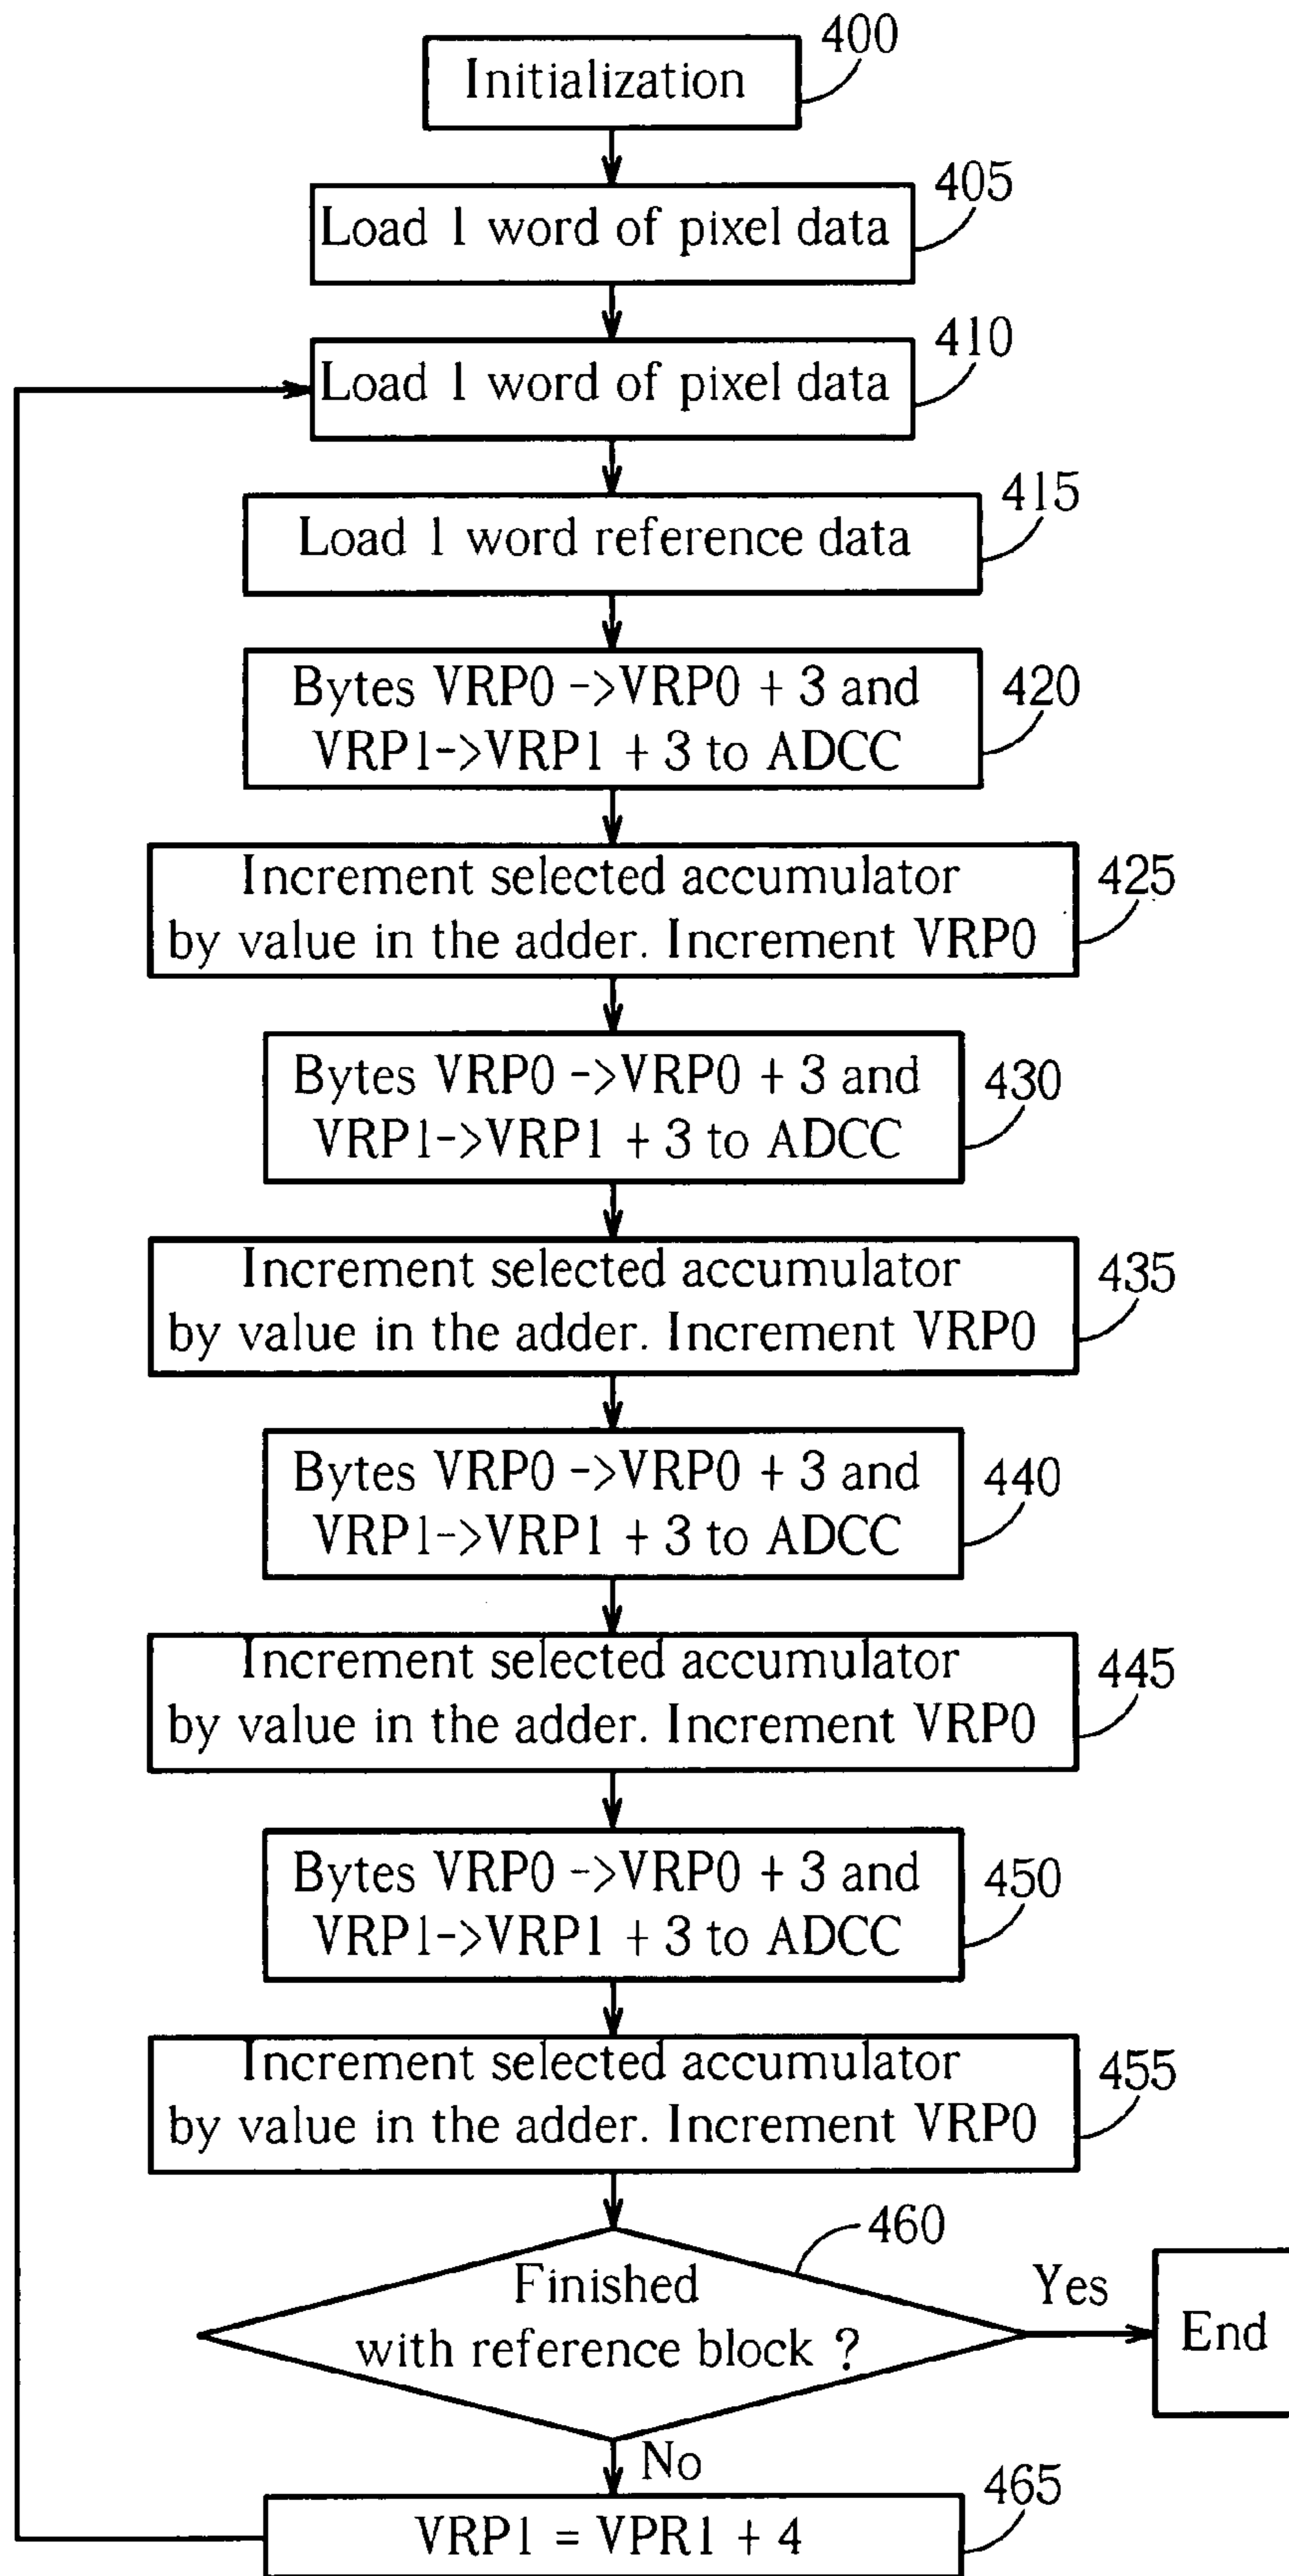 400
Initialization
405
Load 1 word of pixel data
410
Load 1 word of pixel data
415
Load 1 word reference data
420
Bytes VRP0 ->VRP0 + 3 and
VRP1->VRP1 + 3 to ADCC
425
Increment selected accumulator
by value in the adder. Increment VRP0
430
Bytes VRP0 ->VRP0 + 3 and
VRP1->VRP1 + 3 to ADCC
435
Increment selected accumulator
by value in the adder. Increment VRP0
440
Bytes VRP0 ->VRP0 + 3 and
VRP1->VRP1 + 3 to ADCC
445
Increment selected accumulator
by value in the adder. Increment VRP0
450
Bytes VRP0 ->VRP0 + 3 and
VRP1->VRP1 + 3 to ADCC
455
Increment selected accumulator
by value in the adder. Increment VRP0
460
Finished
with reference block ?
Yes
End
No
465
VRP1 = VPR1 + 4